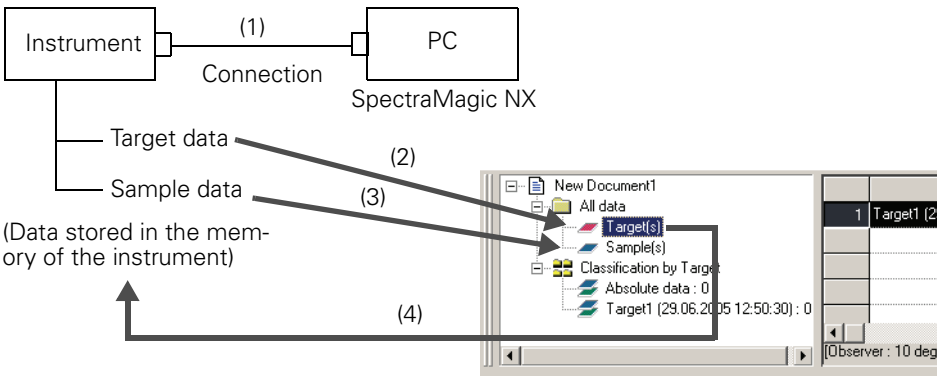 (1)
Instrument
PC
Connection
SpectraMagic NX
Target data
(2)
Sample data
(3)
(Data stored in the mem-
ory of the instrument)
(4)
New Document1
All data
Target(s)
Sample(s)
Classification by Target
Absolute data : 0
Target1 (29.06.2005 12:50:30) : 0
1 Target1 (2
[Observer : 10 deg